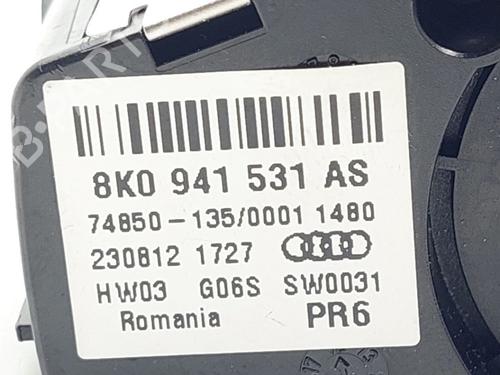 8K0 941 531 AS
74850-135/0001 1480
230812 1727
HW03 G06S SW0031
Romania PR6